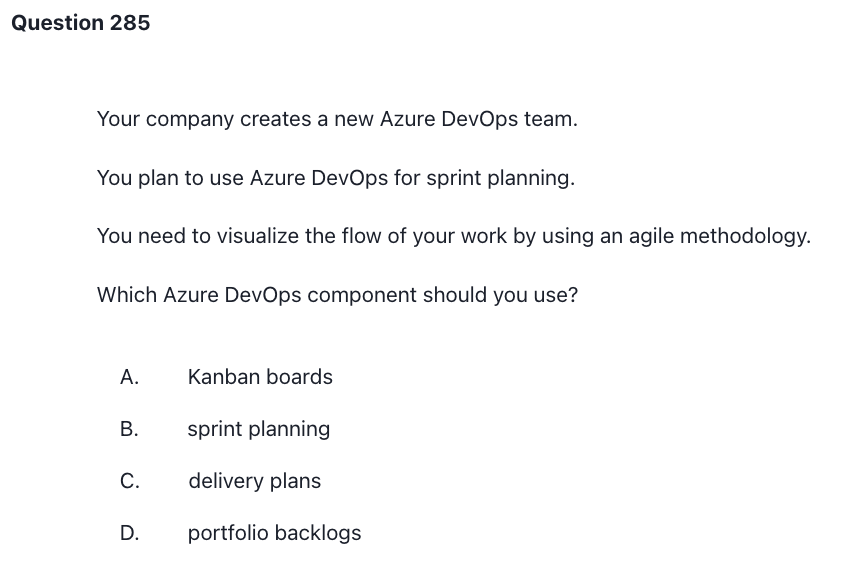 Question 285
Your company creates a new Azure DevOps team.
You plan to use Azure DevOps for sprint planning.
You need to visualize the flow of your work by using an agile methodology.
Which Azure DevOps component should you use?
A. Kanban boards
B. sprint planning
C. delivery plans
D. portfolio backlogs